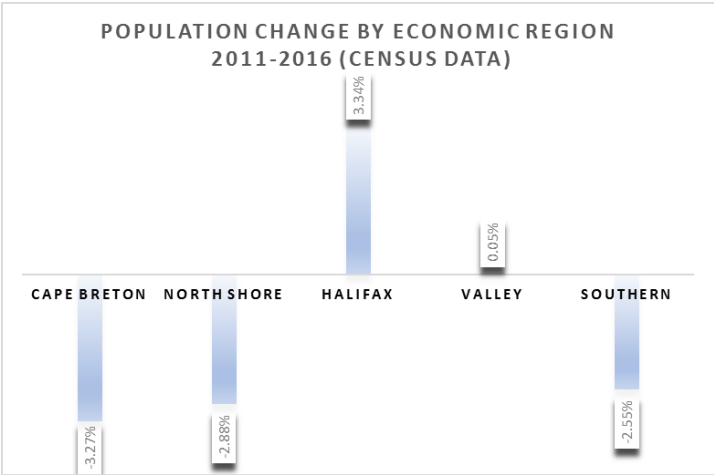 POPULATION CHANGE BY ECONOMIC REGION
2011-2016 (CENSUS DATA)
3.34%
0.05%
CAPE BRETON NORTH SHORE HALIFAX VALLEY SOUTHERN
-3.27%
-2.88%
-2.55%